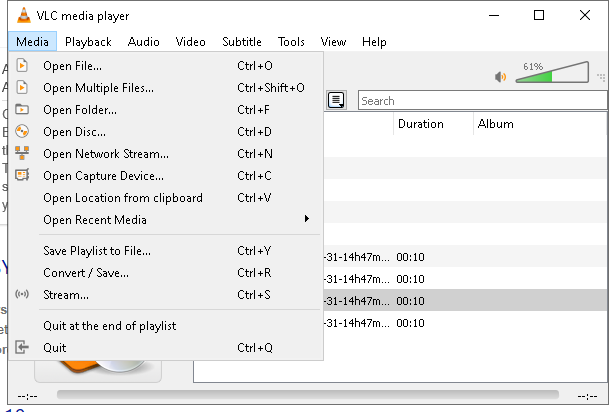 VLC media player
Media Playback Audio Video Subtitle Tools View Help
Open File... Ctrl+O
61%
Open Multiple Files... Ctrl+Shift+O
Open Folder... Ctrl+F
Search
Open Disc... Ctrl+D
Duration Album
Open Network Stream... Ctrl+N
Open Capture Device... Ctrl+C
Open Location from clipboard Ctrl+V
Open Recent Media
Save Playlist to File... Ctrl+Y
-31-14h47m... 00:10
Convert / Save... Ctrl+R
-31-14h47m... 00:10
Stream... Ctrl+S
-31-14h47m... 00:10
Quit at the end of playlist
-31-14h47m... 00:10
Quit Ctrl+Q
--:-- --:--